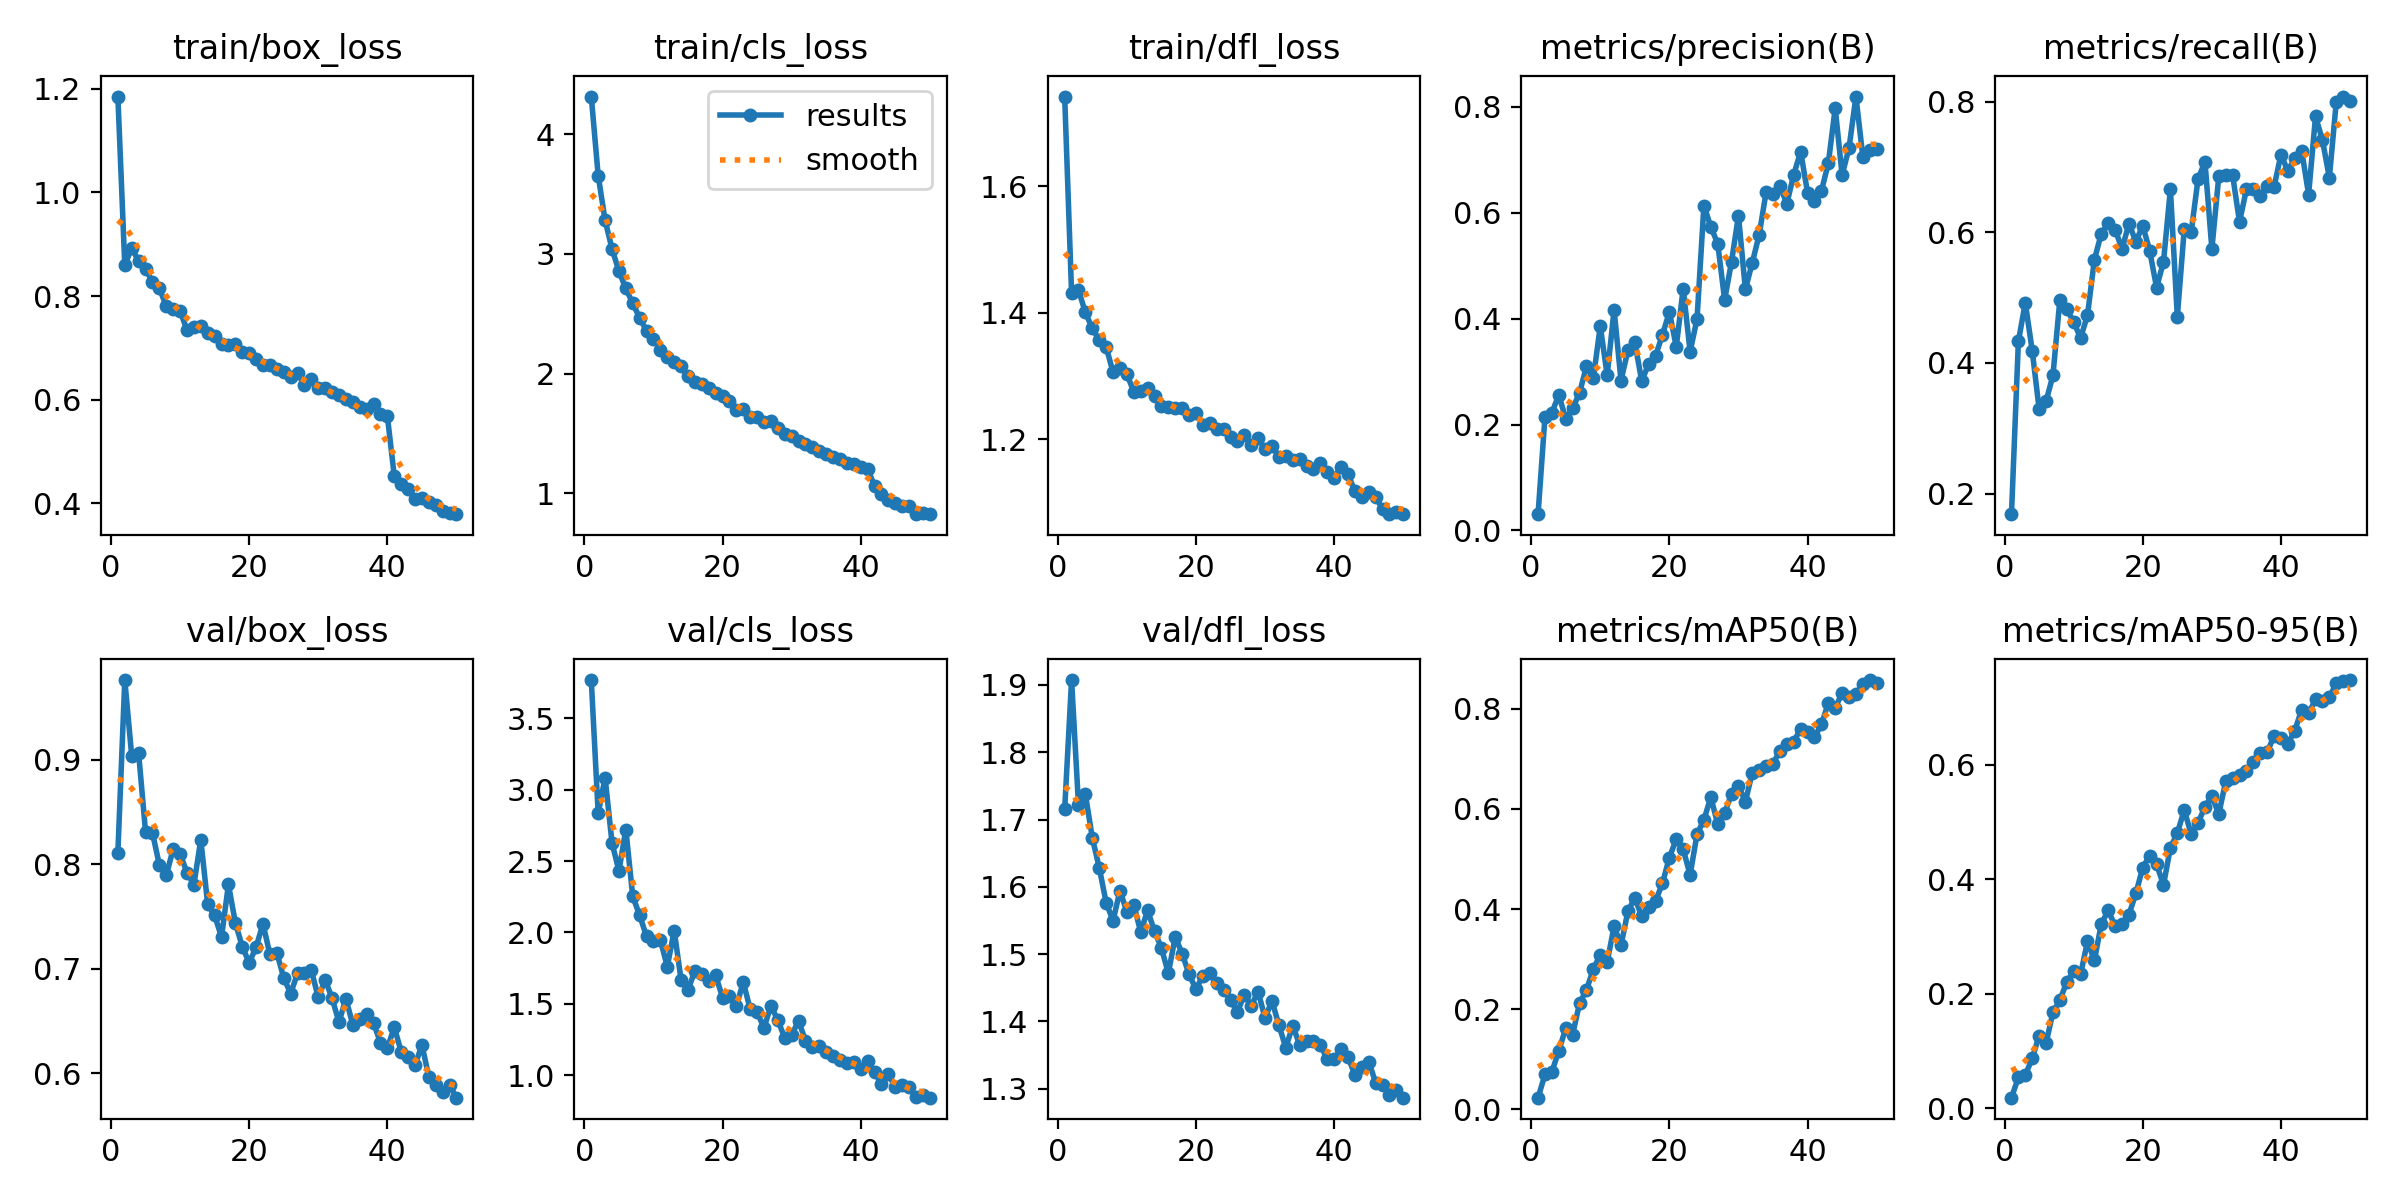 train/box_loss
1.2
1.0
0.8
0.6
0.4
0 20 40
train/cls_loss
results
smooth
4
3
2
1
0 20 40
train/dfl_loss
1.6
1.4
1.2
0 20 40
metrics/precision(B)
0.8
0.6
0.4
0.2
0.0
0 20 40
metrics/recall(B)
0.8
0.6
0.4
0.2
0 20 40
val/box_loss
0.9
0.8
0.7
0.6
0 20 40
val/cls_loss
3.5
3.0
2.5
2.0
1.5
1.0
0 20 40
val/dfl_loss
1.9
1.8
1.7
1.6
1.5
1.4
1.3
0 20 40
metrics/mAP50(B)
0.8
0.6
0.4
0.2
0.0
0 20 40
metrics/mAP50-95(B)
0.6
0.4
0.2
0.0
0 20 40